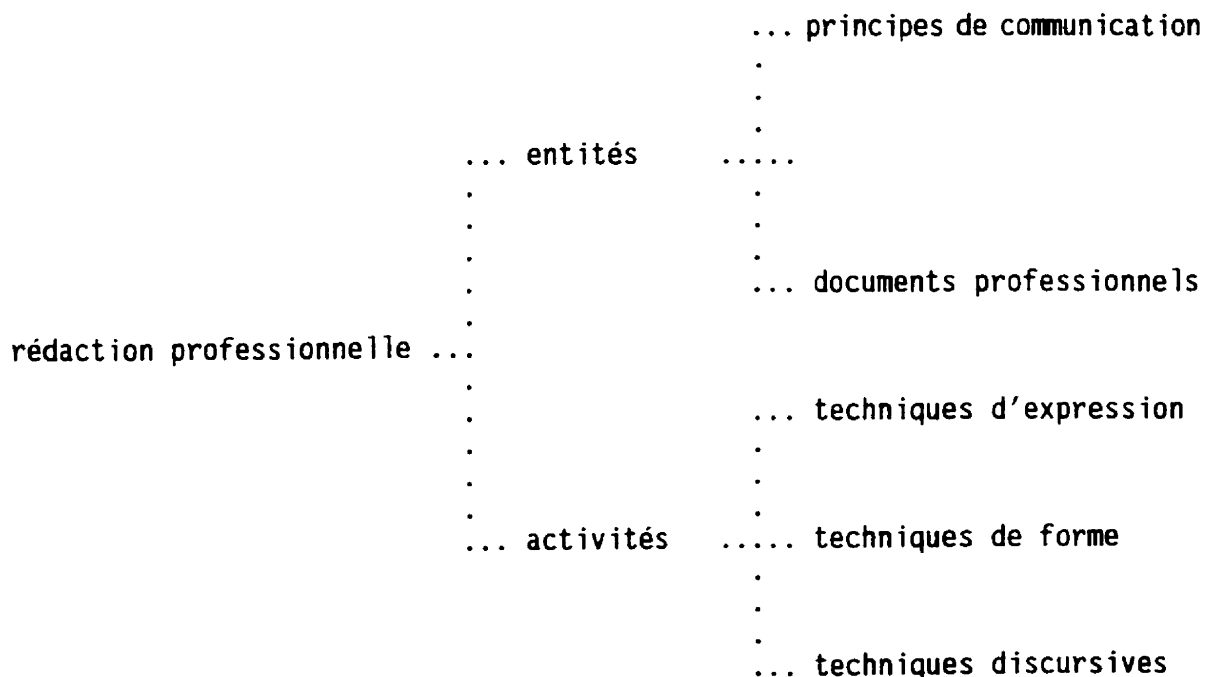 ... principes de communication
... entités .....
... documents professionnels
rédaction professionnelle ...
... techniques d'expression
... activités ..... techniques de forme
... techniques discursives